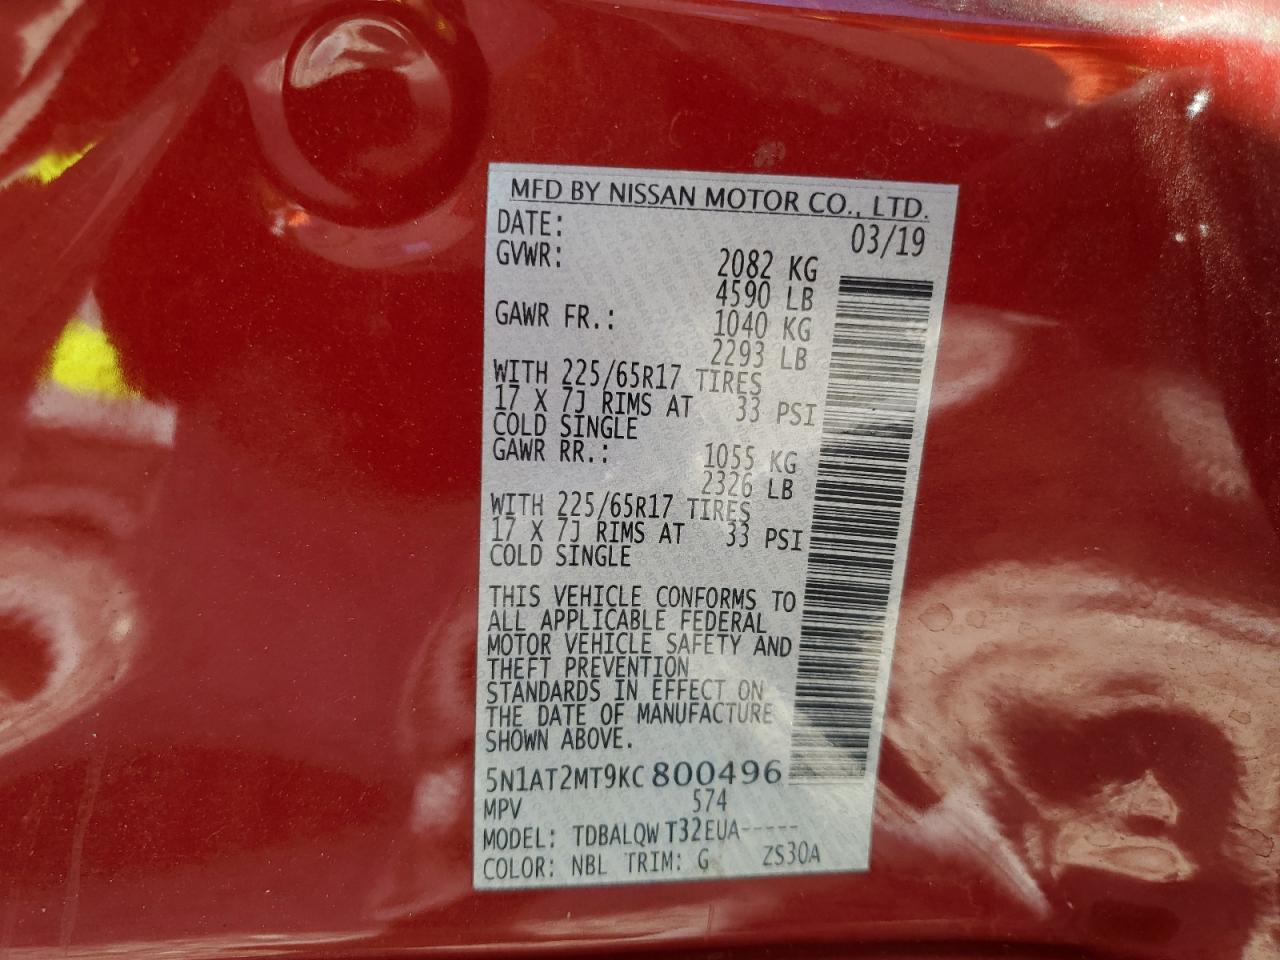 MFD BY NISSAN MOTOR CO., LTD.
DATE: 03/19
GVWR: 2082 KG
4590 LB
GAWR FR.: 1040 KG
2293 LB
WITH 225/65R17 TIRES
17 X 7J RIMS AT 33 PSI
COLD SINGLE
GAWR RR.: 1055 KG
2326 LB
WITH 225/65R17 TIRES
17 X 7J RIMS AT 33 PSI
COLD SINGLE
THIS VEHICLE CONFORMS TO
ALL APPLICABLE FEDERAL
MOTOR VEHICLE SAFETY AND
THEFT PREVENTION
STANDARDS IN EFFECT ON
THE DATE OF MANUFACTURE
SHOWN ABOVE.
5N1AT2MT9KC800496
MPV 574
MODEL: TDBALQW T32EUA-----
COLOR: NBL TRIM: G ZS30A